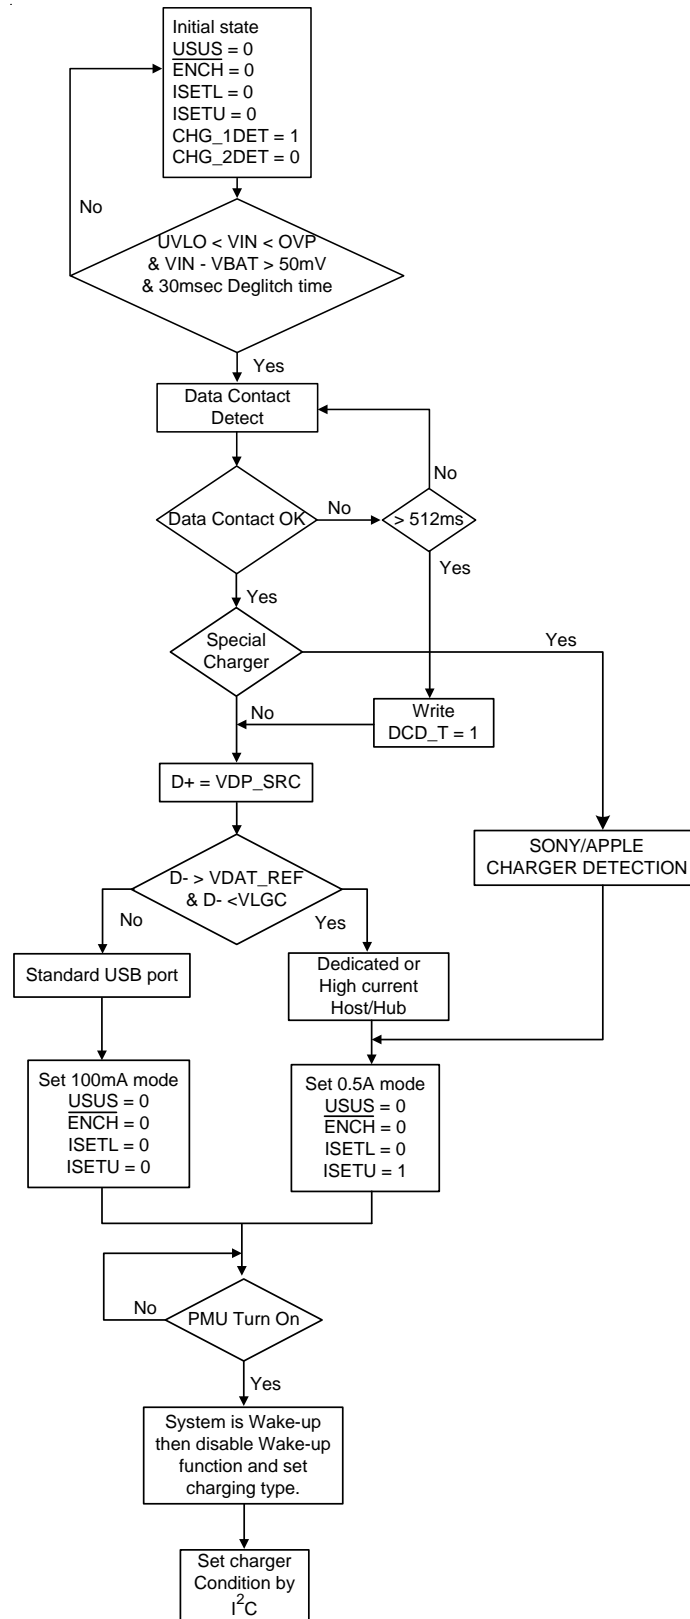 Initial state
USUS = 0
ENCH = 0
ISETL = 0
ISETU = 0
CHG_1DET = 1
CHG_2DET = 0
No
UVLO < VIN < OVP
& VIN - VBAT > 50mV
& 30msec Deglitch time
Yes
Data Contact
Detect
No
Data Contact OK
No
> 512ms
Yes
Yes
Special
Charger
Yes
No
Write
DCD_T = 1
D+ = VDP_SRC
SONY/APPLE
CHARGER DETECTION
D- > VDAT_REF
& D- <VLGC
No
Yes
Standard USB port
Dedicated or
High current
Host/Hub
Set 100mA mode
USUS = 0
ENCH = 0
ISETL = 0
ISETU = 0
Set 0.5A mode
USUS = 0
ENCH = 0
ISETL = 0
ISETU = 1
No
PMU Turn On
Yes
System is Wake-up
then disable Wake-up
function and set
charging type.
Set charger
Condition by
I²C